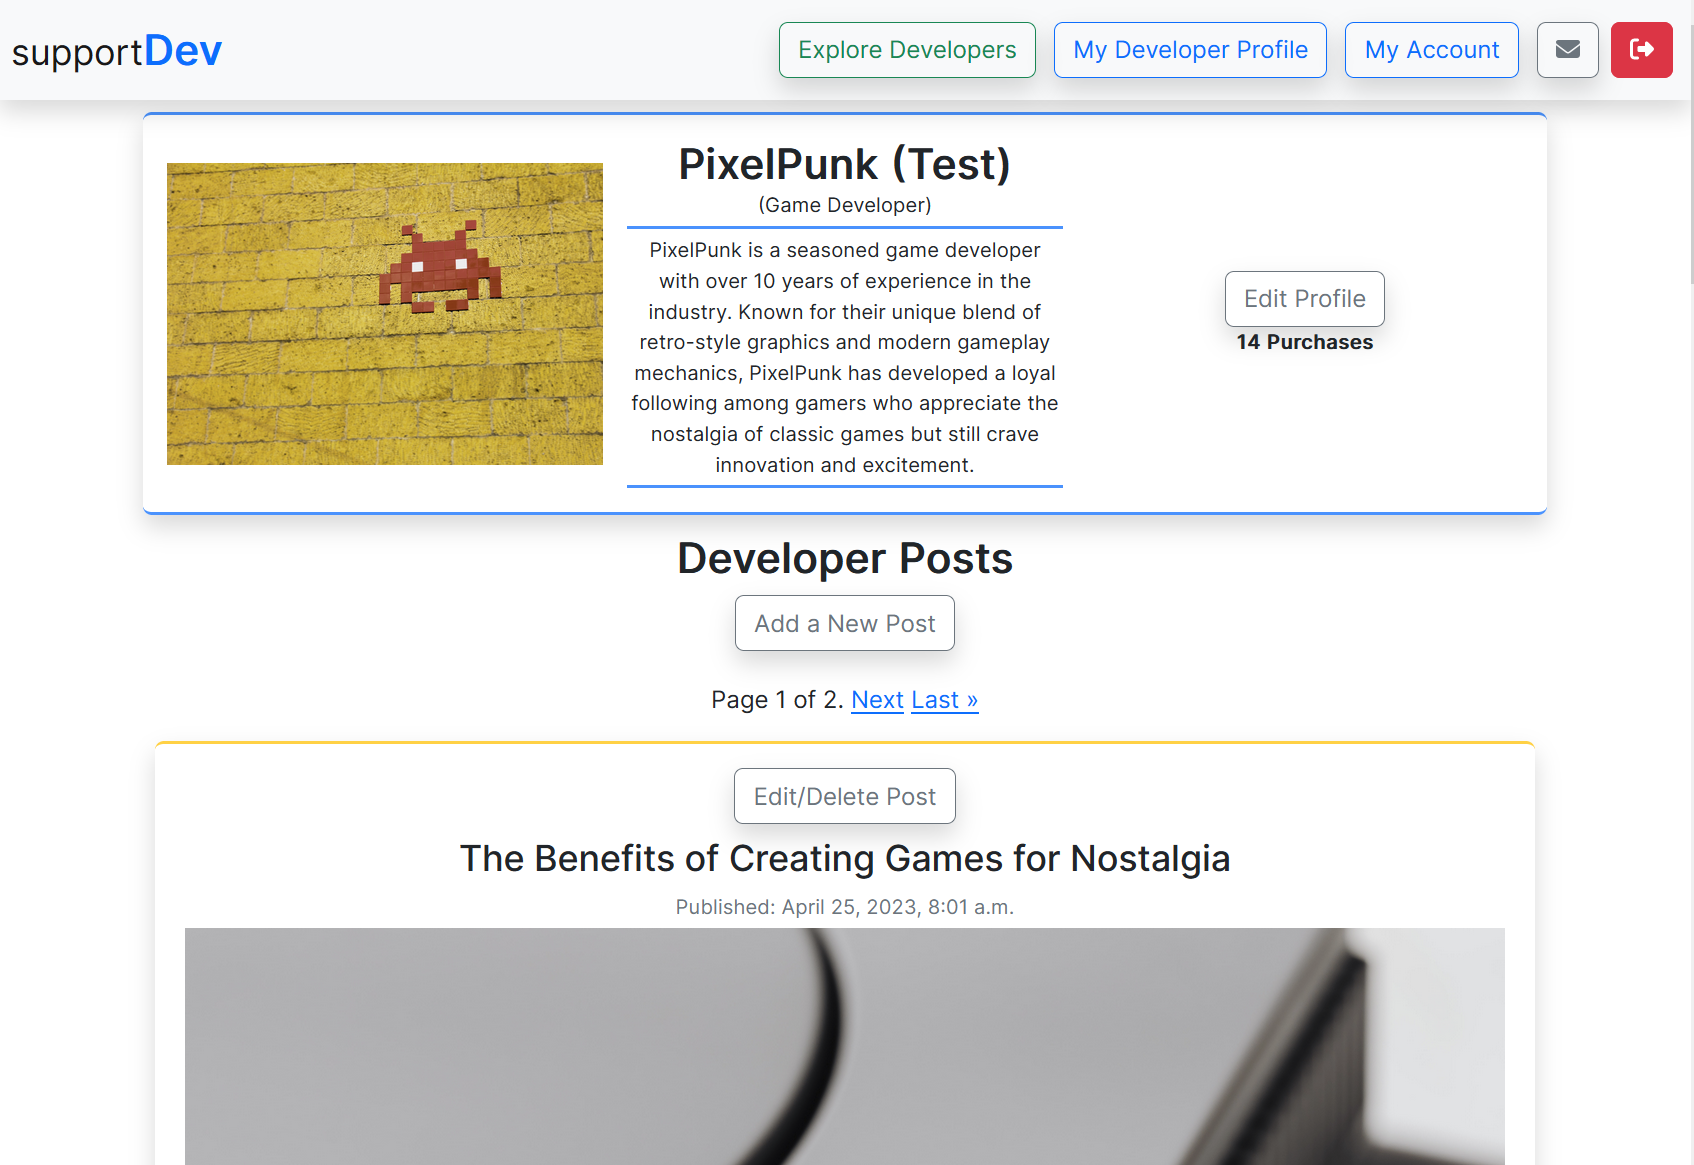 supportDev
Explore Developers
My Developer Profile
My Account
PixelPunk (Test)
(Game Developer)
PixelPunk is a seasoned game developer
with over 10 years of experience in the
industry. Known for their unique blend of
retro-style graphics and modern gameplay
mechanics, PixelPunk has developed a loyal
following among gamers who appreciate the
nostalgia of classic games but still crave
innovation and excitement.
Edit Profile
14 Purchases
Developer Posts
Add a New Post
Page 1 of 2. Next Last »
Edit/Delete Post
The Benefits of Creating Games for Nostalgia
Published: April 25, 2023, 8:01 a.m.